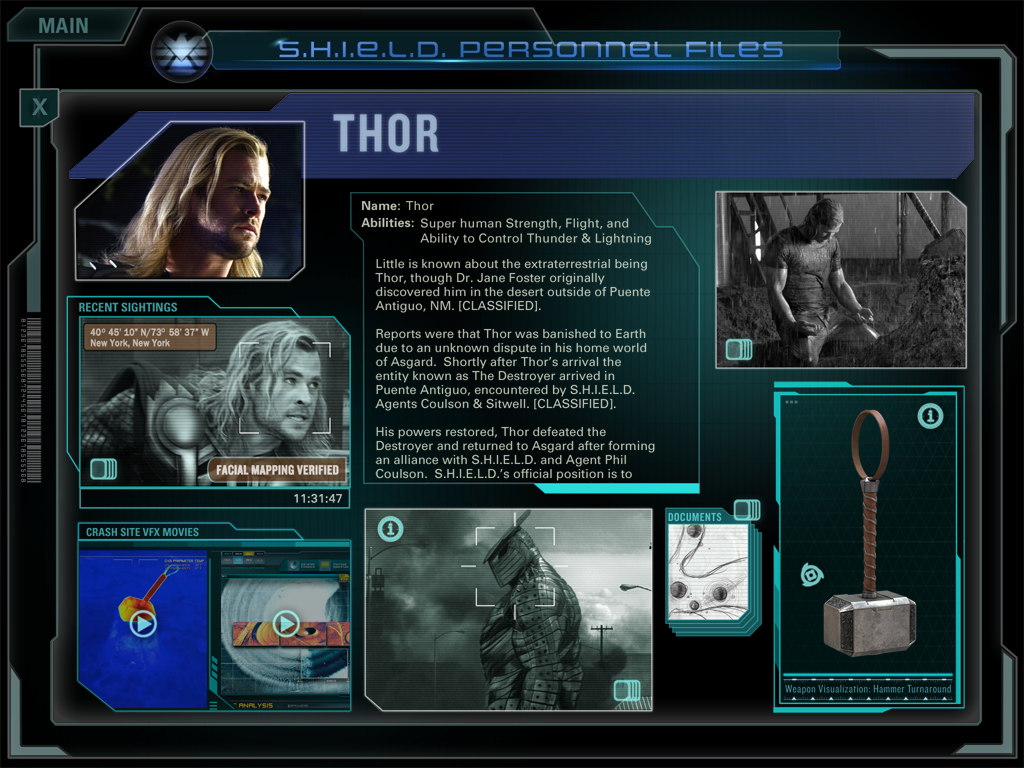 MAIN
S.H.I.E.L.D. PERSONNEL FILES
X
THOR
Name: Thor
Abilities: Super human Strength, Flight, and
Ability to Control Thunder & Lightning
Little is known about the extraterrestrial being
Thor, though Dr. Jane Foster originally
discovered him in the desert outside of Puente
Antiguo, NM. [CLASSIFIED].
Reports were that Thor was banished to Earth
due to an unknown dispute in his home world
of Asgard. Shortly after Thor's arrival the
entity known as The Destroyer arrived in
Puente Antiguo, encountered by S.H.I.E.L.D.
Agents Coulson & Sitwell. [CLASSIFIED].
His powers restored, Thor defeated the
Destroyer and returned to Asgard after forming
an alliance with S.H.I.E.L.D. and Agent Phil
Coulson. S.H.I.E.L.D.'s official position is to
RECENT SIGHTINGS
40º 45' 10" N/73º 58' 37" W
New York, New York
FACIAL MAPPING VERIFIED
11:31:47
CRASH SITE VFX MOVIES
ANALYSIS
DOCUMENTS
Weapon Visualization: Hammer Turnaround